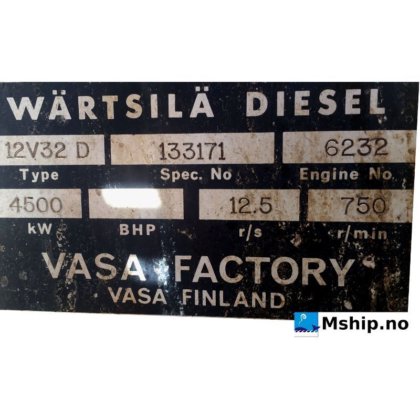 WÄRTSILÄ DIESEL
12V32 D 133171 6232
Type Spec. No Engine No.
4500 12.5 750
kW BHP r/s r/min
VASA FACTORY
VASA FINLAND
Mship.no